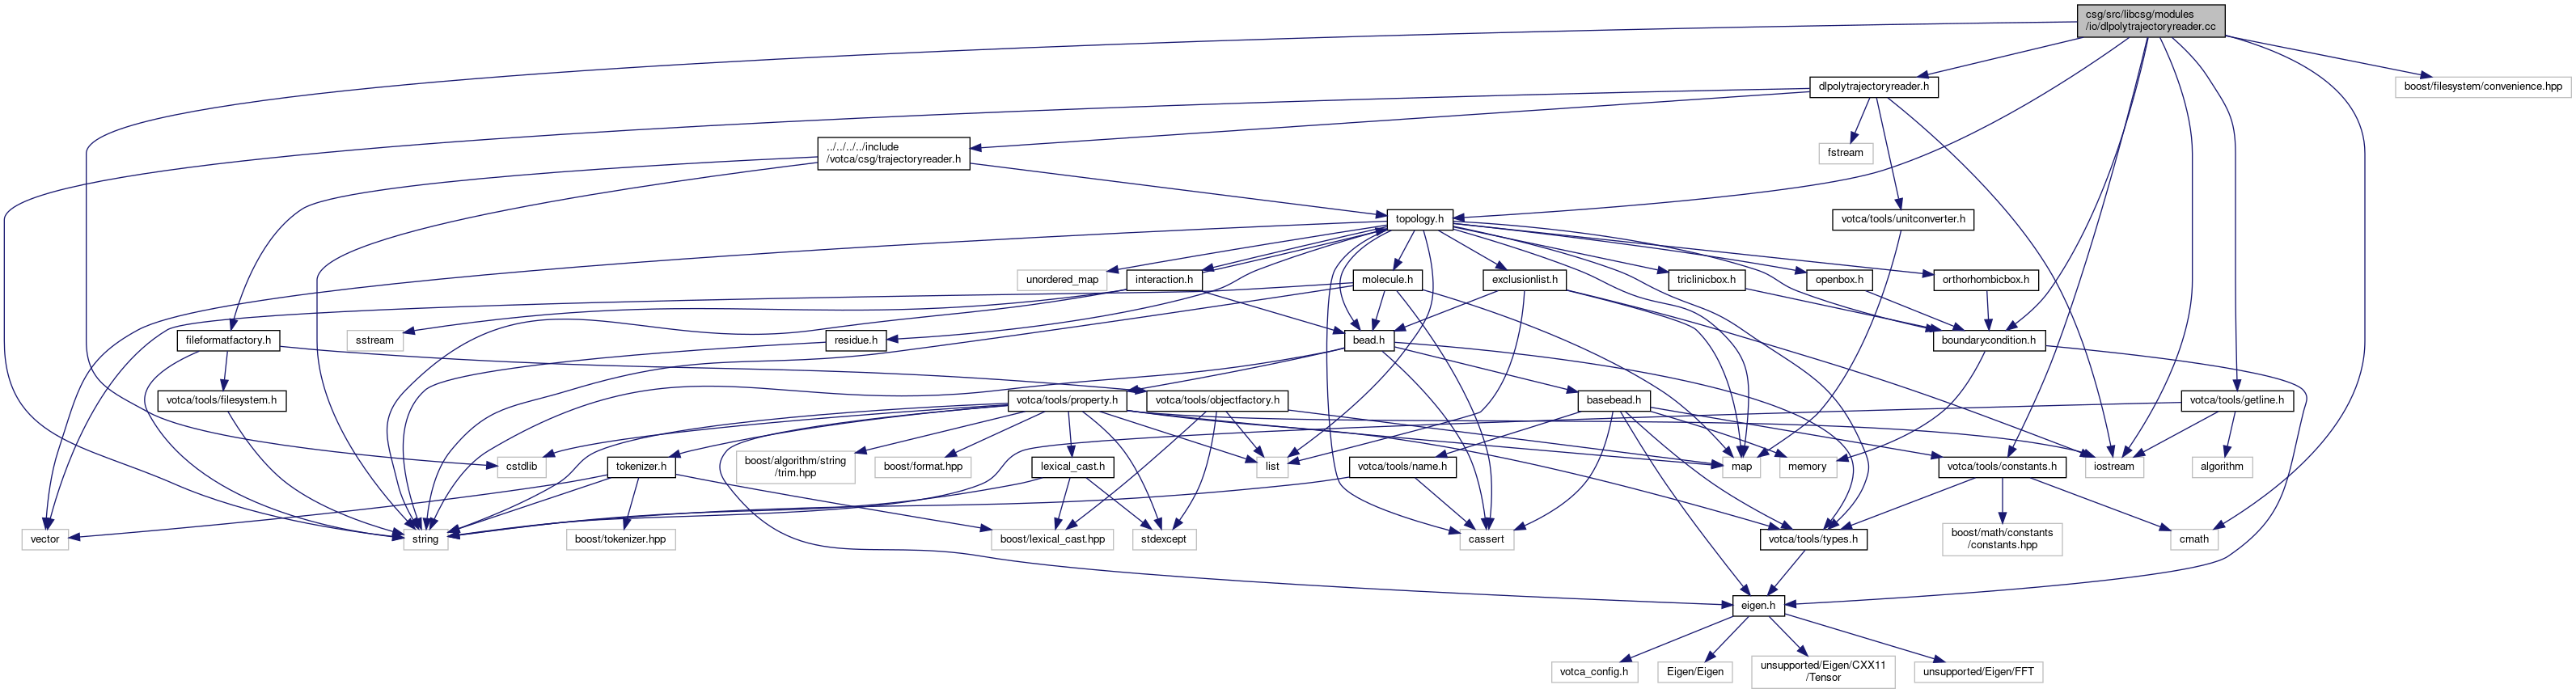 csg/src/libcsg/modules
/io/dlpolytrajectoryreader.cc
dlpolytrajectoryreader.h
boost/filesystem/convenience.hpp
../../../../include
/votca/csg/trajectoryreader.h
fstream
topology.h
votca/tools/unitconverter.h
unordered_map
interaction.h
molecule.h
exclusionlist.h
triclinicbox.h
openbox.h
orthorhombicbox.h
fileformatfactory.h
sstream
residue.h
bead.h
boundarycondition.h
votca/tools/filesystem.h
votca/tools/property.h
votca/tools/objectfactory.h
basebead.h
votca/tools/getline.h
cstdlib
tokenizer.h
boost/algorithm/string
/trim.hpp
boost/format.hpp
lexical_cast.h
list
votca/tools/name.h
map
memory
votca/tools/constants.h
iostream
algorithm
vector
string
boost/tokenizer.hpp
boost/lexical_cast.hpp
stdexcept
cassert
votca/tools/types.h
boost/math/constants
/constants.hpp
cmath
eigen.h
votca_config.h
Eigen/Eigen
unsupported/Eigen/CXX11
/Tensor
unsupported/Eigen/FFT